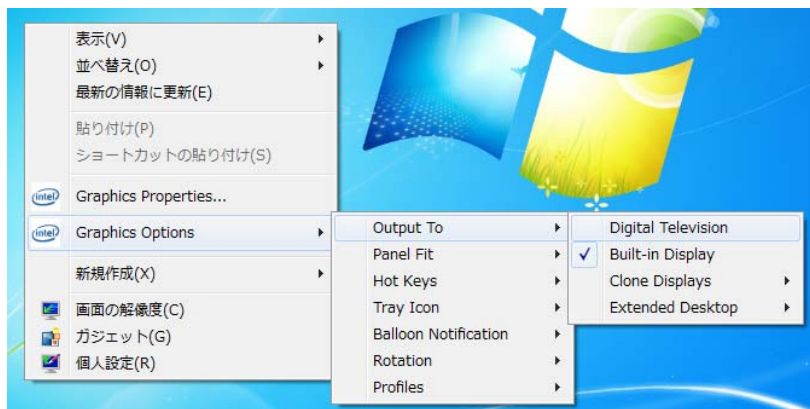 表示(V)
並べ替え(O)
最新の情報に更新(E)
貼り付け(P)
ショートカットの貼り付け(S)
intel
Graphics Properties...
intel
Graphics Options
新規作成(X)
画面の解像度(C)
ガジェット(G)
個人設定(R)
Output To
Panel Fit
Hot Keys
Tray Icon
Balloon Notification
Rotation
Profiles
Digital Television
Built-in Display
Clone Displays
Extended Desktop